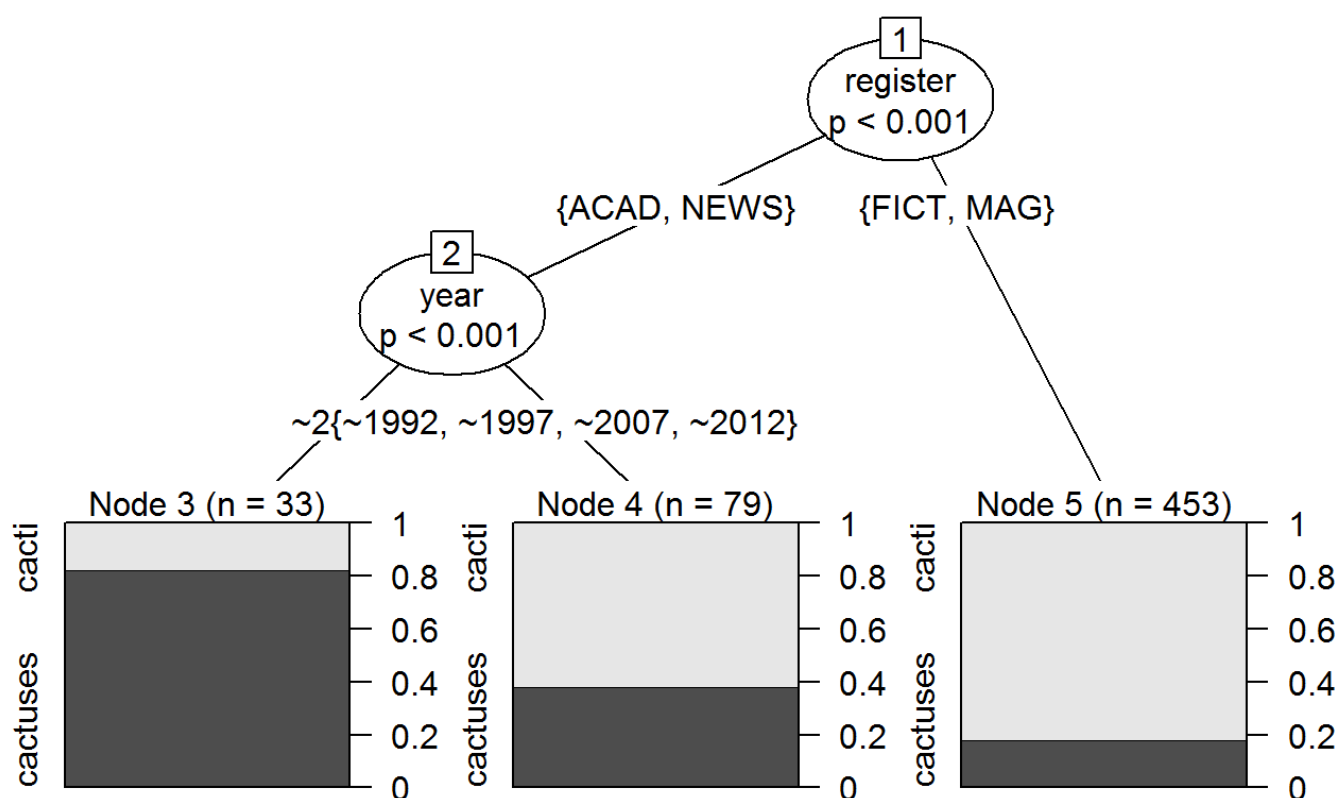 1
register
p < 0.001
{ACAD, NEWS}
{FICT, MAG}
2
year
p < 0.001
~2{~1992, ~1997, ~2007, ~2012}
Node 3 (n = 33)
cacti
cactuses
1
0.8
0.6
0.4
0.2
0
Node 4 (n = 79)
cacti
cactuses
1
0.8
0.6
0.4
0.2
0
Node 5 (n = 453)
cacti
cactuses
1
0.8
0.6
0.4
0.2
0